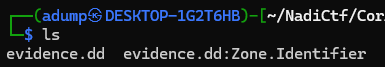 ┌──(adump㉿DESKTOP-1G2T6HB)-[~/NadiCtf/Cor
└─$ ls
evidence.dd  evidence.dd:Zone.Identifier